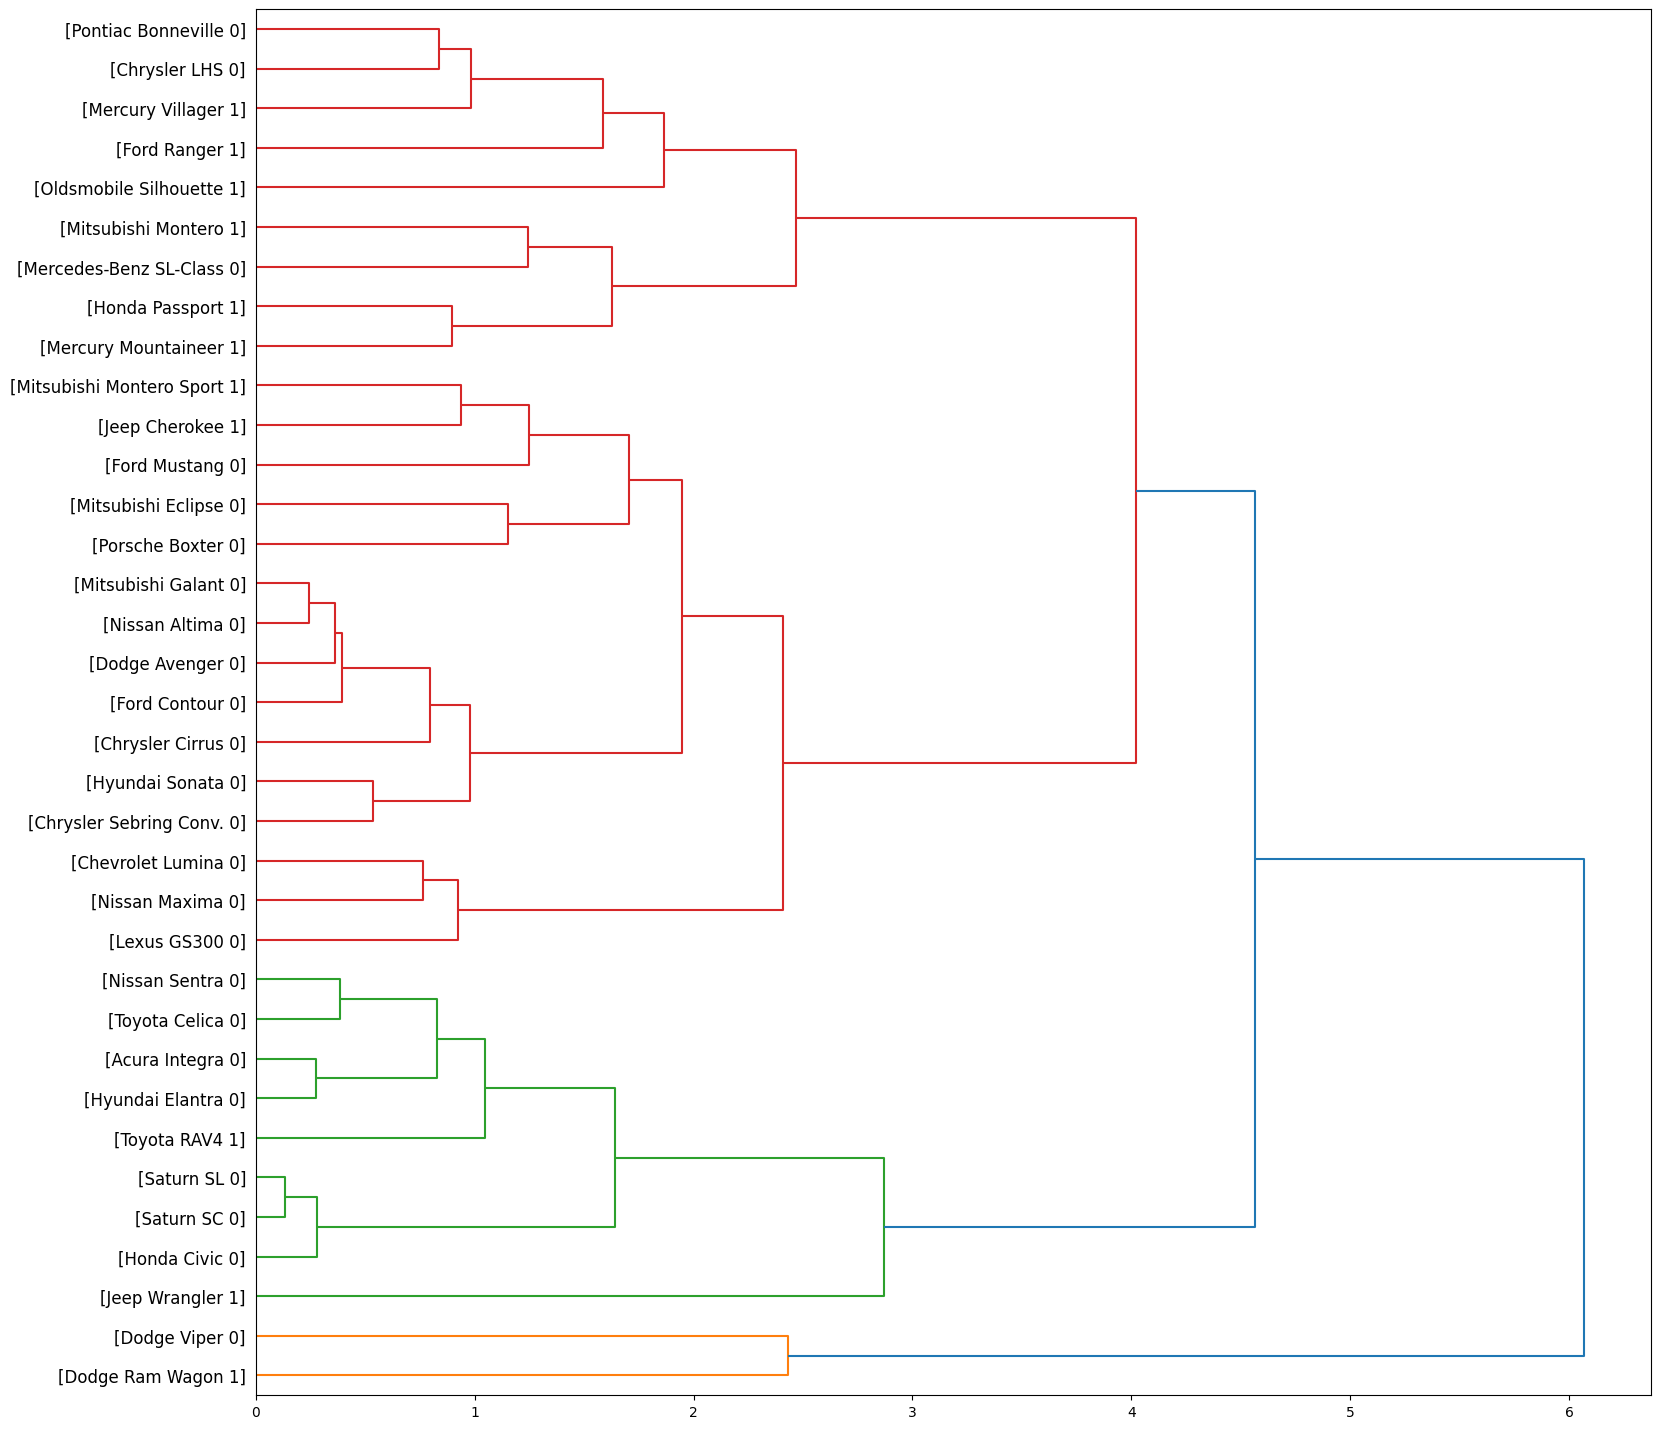 [Pontiac Bonneville 0]
[Chrysler LHS 0]
[Mercury Villager 1]
[Ford Ranger 1]
[Oldsmobile Silhouette 1]
[Mitsubishi Montero 1]
[Mercedes-Benz SL-Class 0]
[Honda Passport 1]
[Mercury Mountaineer 1]
[Mitsubishi Montero Sport 1]
[Jeep Cherokee 1]
[Ford Mustang 0]
[Mitsubishi Eclipse 0]
[Porsche Boxter 0]
[Mitsubishi Galant 0]
[Nissan Altima 0]
[Dodge Avenger 0]
[Ford Contour 0]
[Chrysler Cirrus 0]
[Hyundai Sonata 0]
[Chrysler Sebring Conv. 0]
[Chevrolet Lumina 0]
[Nissan Maxima 0]
[Lexus GS300 0]
[Nissan Sentra 0]
[Toyota Celica 0]
[Acura Integra 0]
[Hyundai Elantra 0]
[Toyota RAV4 1]
[Saturn SL 0]
[Saturn SC 0]
[Honda Civic 0]
[Jeep Wrangler 1]
[Dodge Viper 0]
[Dodge Ram Wagon 1]
0 1 2 3 4 5 6